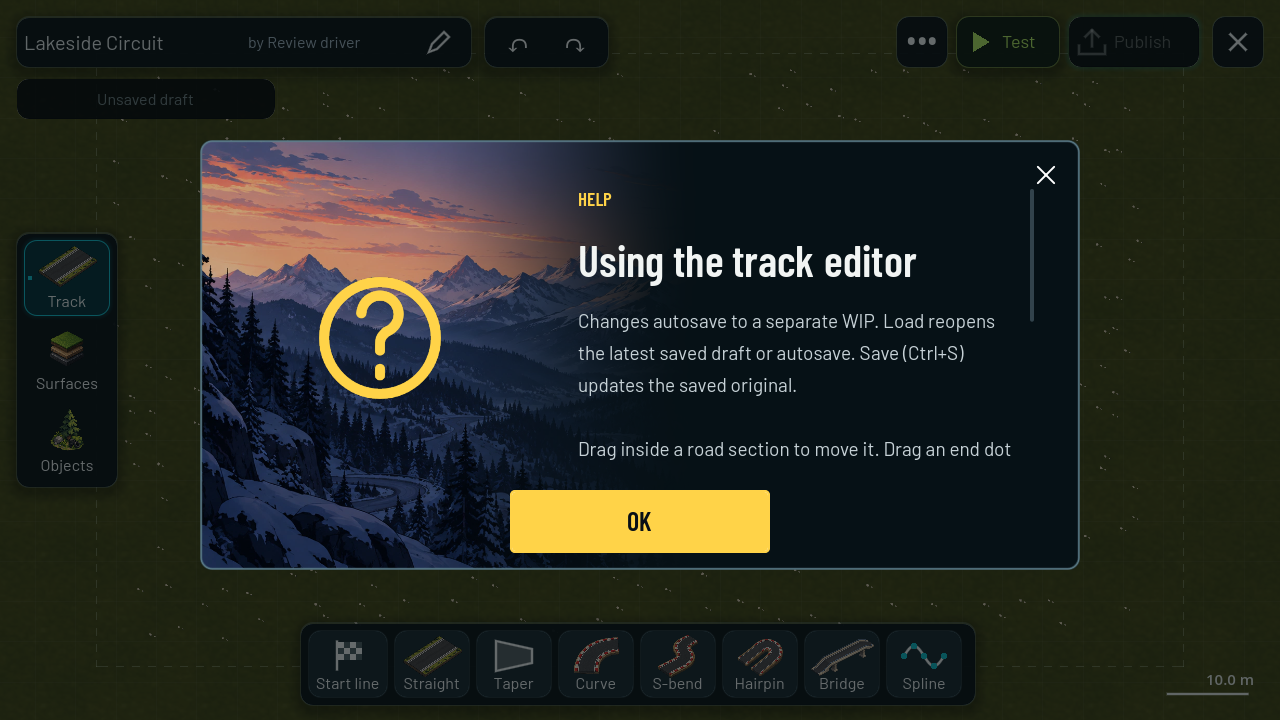 Lakeside Circuit
by Review driver
Test
Publish
Unsaved draft
Track
Surfaces
Objects
HELP
Using the track editor
Changes autosave to a separate WIP. Load reopens
the latest saved draft or autosave. Save (Ctrl+S)
updates the saved original.
Drag inside a road section to move it. Drag an end dot
OK
Start line
Straight
Taper
Curve
S-bend
Hairpin
Bridge
Spline
10.0 m